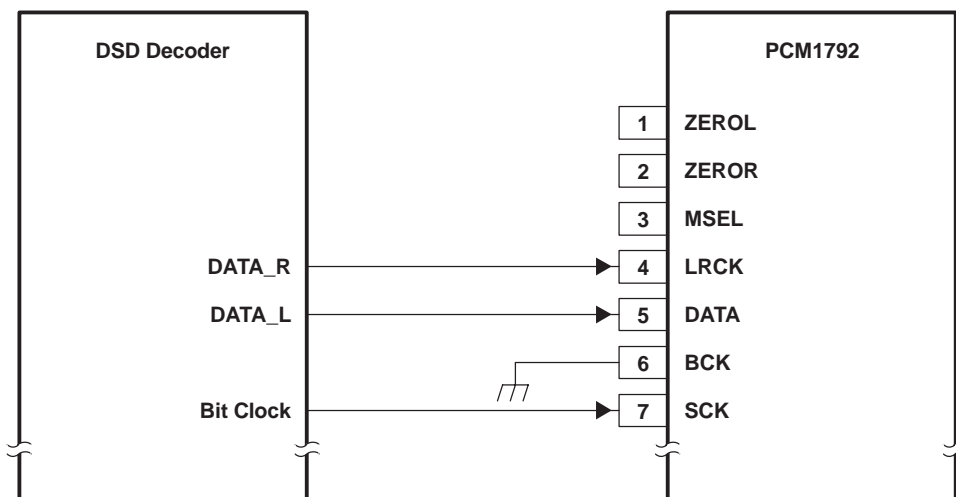 DSD Decoder
PCM1792
1 ZEROL
2 ZEROR
3 MSEL
DATA_R 4 LRCK
DATA_L 5 DATA
6 BCK
Bit Clock 7 SCK